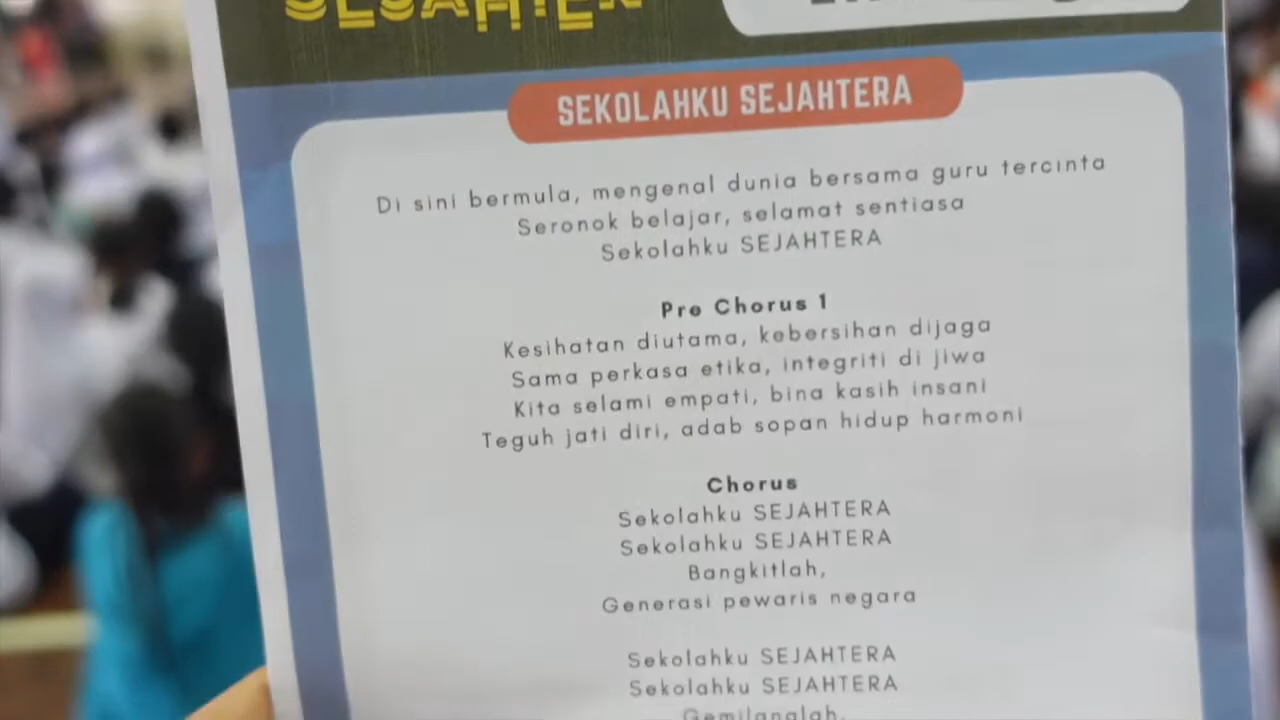 SEKOLAHKU SEJAHTERA
Di sini bermula, mengenal dunia bersama guru tercinta
Seronok belajar, selamat sentiasa
Sekolahku SEJAHTERA
Pre Chorus 1
Kesihatan diutama, kebersihan dijaga
Sama perkasa etika, integriti di jiwa
Kita selami empati, bina kasih insani
Teguh jati diri, adab sopan hidup harmoni
Chorus
Sekolahku SEJAHTERA
Sekolahku SEJAHTERA
Bangkitlah,
Generasi pewaris negara
Sekolahku SEJAHTERA
Sekolahku SEJAHTERA
Gemilanglah,